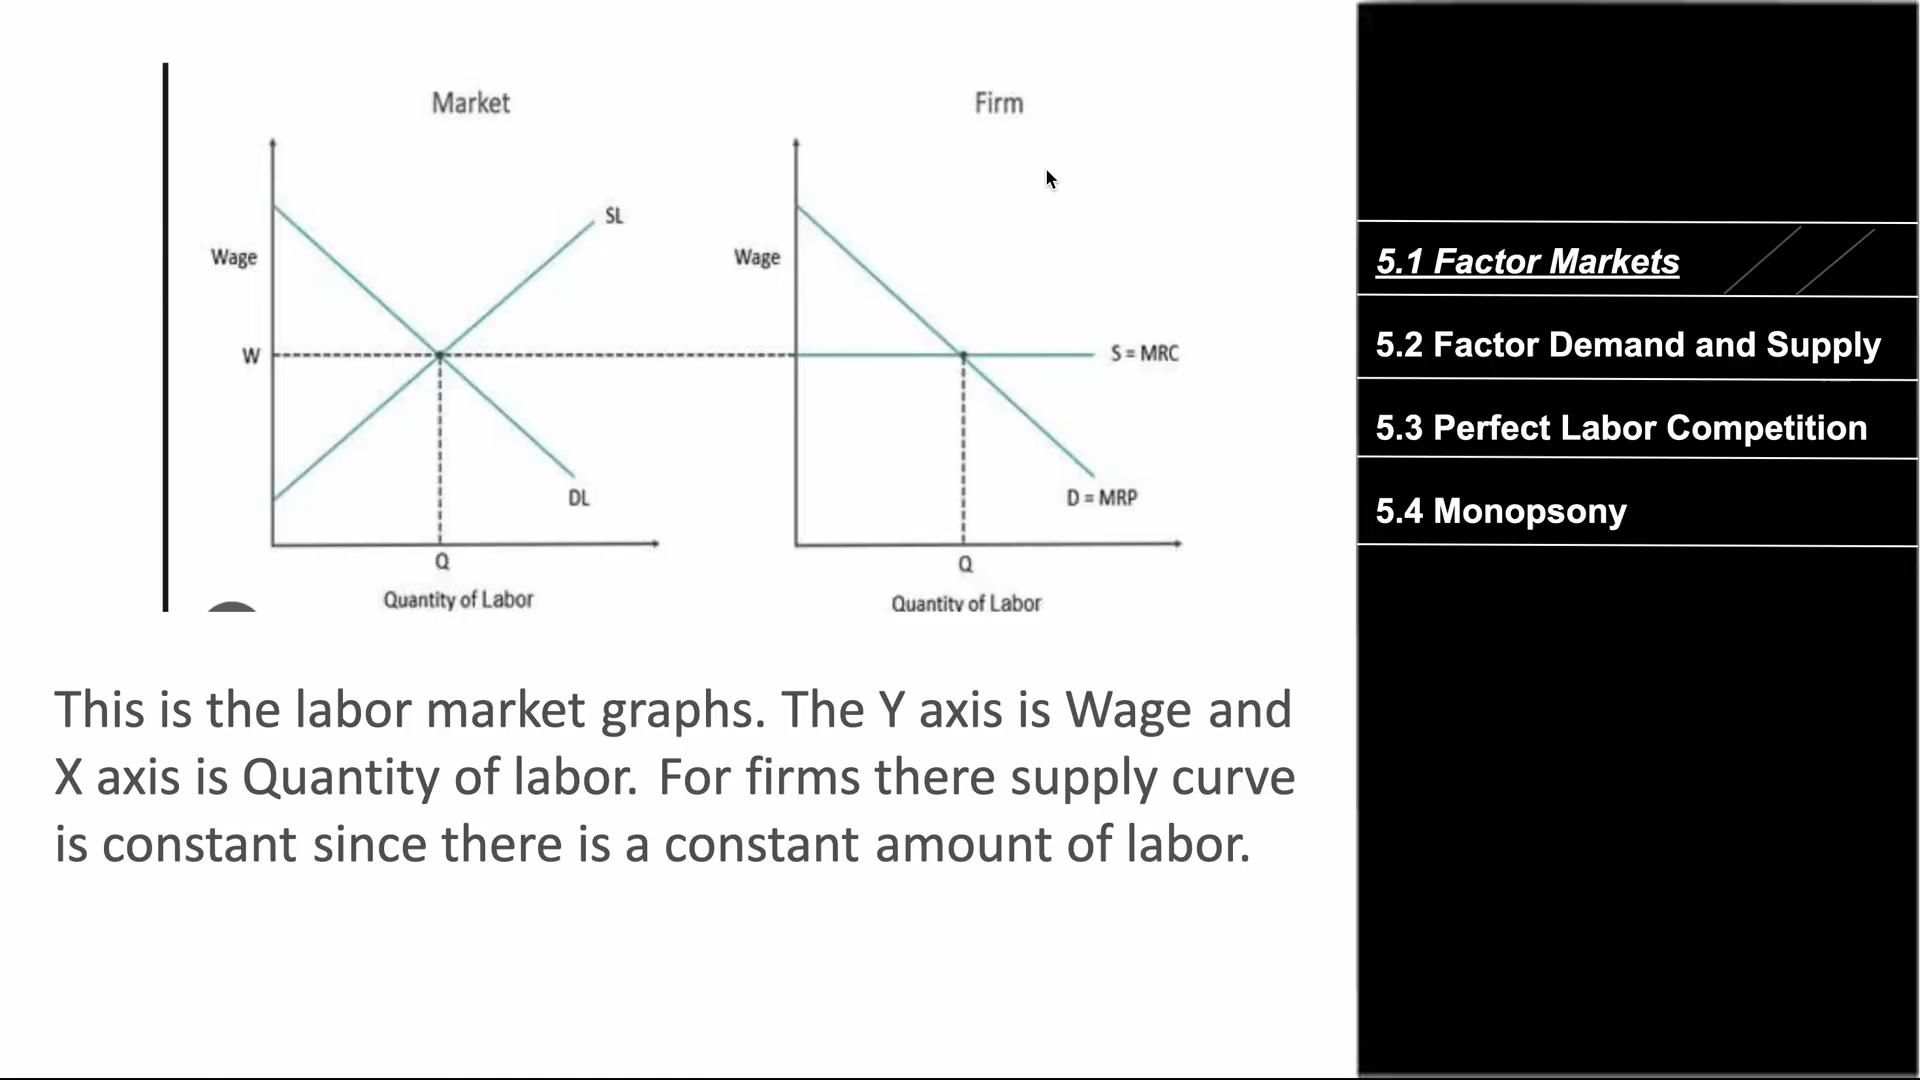 Market
Firm
SL
Wage
Wage
W
S = MRC
DL
D = MRP
Q
Q
Quantity of Labor
Quantity of Labor
This is the labor market graphs. The Y axis is Wage and
X axis is Quantity of labor. For firms there supply curve
is constant since there is a constant amount of labor.
5.1 Factor Markets
5.2 Factor Demand and Supply
5.3 Perfect Labor Competition
5.4 Monopsony